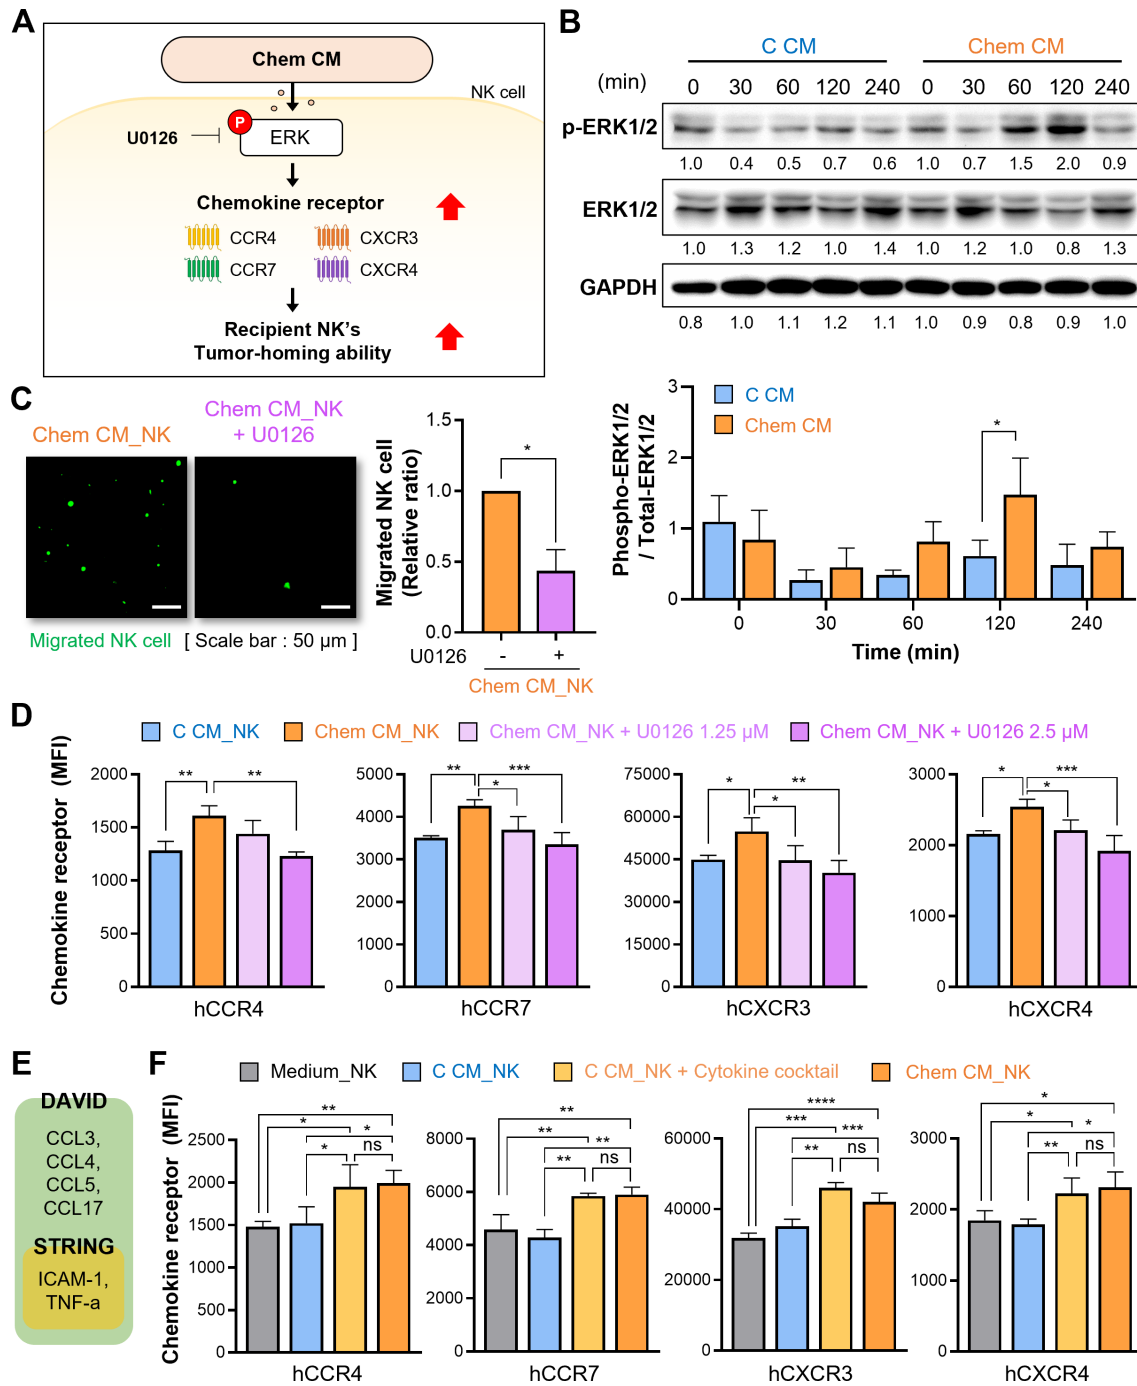 A
Chem CM
NK cell
P
U0126
ERK
Chemokine receptor
CCR4
CXCR3
CCR7
CXCR4
Recipient NK's
Tumor-homing ability
B
C CM
Chem CM
(min)
0 30 60 120 240 0 30 60 120 240
p-ERK1/2
1.0 0.4 0.5 0.7 0.6 1.0 0.7 1.5 2.0 0.9
ERK1/2
1.0 1.3 1.2 1.0 1.4 1.0 1.2 1.0 0.8 1.3
GAPDH
0.8 1.0 1.1 1.2 1.1 1.0 0.9 0.8 0.9 1.0
Phospho-ERK1/2
/ Total-ERK1/2
3
2
1
0
C CM
Chem CM
*
0 30 60 120 240
Time (min)
C
Chem CM_NK
Chem CM_NK
+ U0126
Migrated NK cell [ Scale bar : 50 µm ]
Migrated NK cell
(Relative ratio)
1.5
1.0
0.5
0.0
*
U0126 - +
Chem CM_NK
D
C CM_NK
Chem CM_NK
Chem CM_NK + U0126 1.25 µM
Chem CM_NK + U0126 2.5 µM
Chemokine receptor (MFI)
2000
1500
1000
500
0
** **
hCCR4
5000
4000
3000
2000
1000
0
** ***
*
hCCR7
75000
60000
45000
30000
15000
0
* **
*
hCXCR3
3000
2000
1000
0
* ***
*
hCXCR4
E
DAVID
CCL3,
CCL4,
CCL5,
CCL17
STRING
ICAM-1,
TNF-a
F
Medium_NK
C CM_NK
C CM_NK + Cytokine cocktail
Chem CM_NK
Chemokine receptor (MFI)
2500
2000
1500
1000
500
0
**
*
*
* ns
hCCR4
8000
6000
4000
2000
0
**
**
**
** ns
hCCR7
60000
40000
20000
0
****
***
***
** ns
hCXCR3
3000
2000
1000
0
*
*
*
** ns
hCXCR4